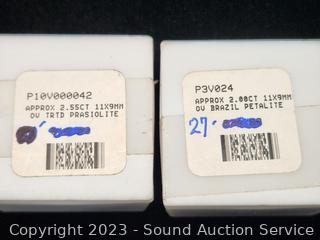 P10V000042
APPROX 2.55CT 11X9MM
OV TRTD PRASIOLITE
P3V024
APPROX 2.08CT 11X9MM
OV BRAZIL PETALITE
27.
Copyright 2023 - Sound Auction Service